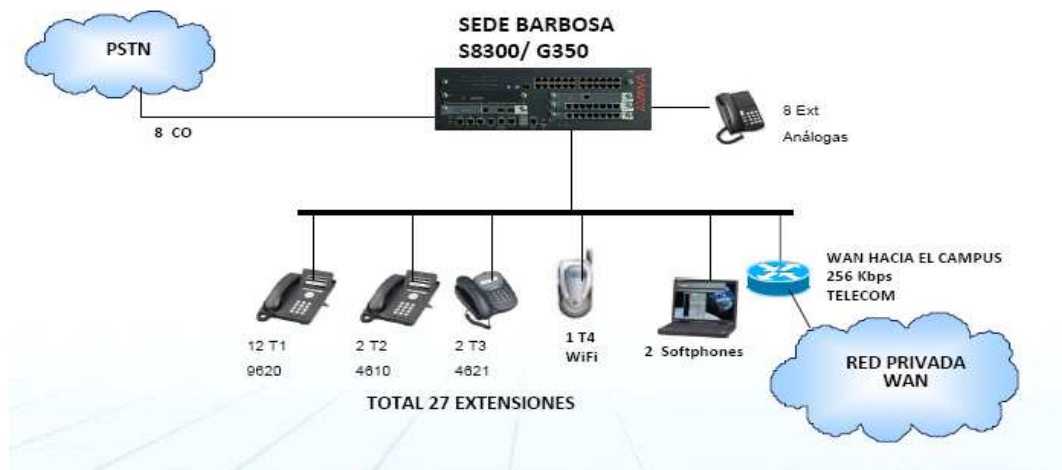 PSTN
SEDE BARBOSA
S8300/ G350
AVAYA
8 CO
8 Ext
Análogas
WAN HACIA EL CAMPUS
256 Kbps
TELECOM
12 T1
9620
2 T2
4610
2 T3
4621
1 T4
WiFi
2 Softphones
RED PRIVADA
WAN
TOTAL 27 EXTENSIONES